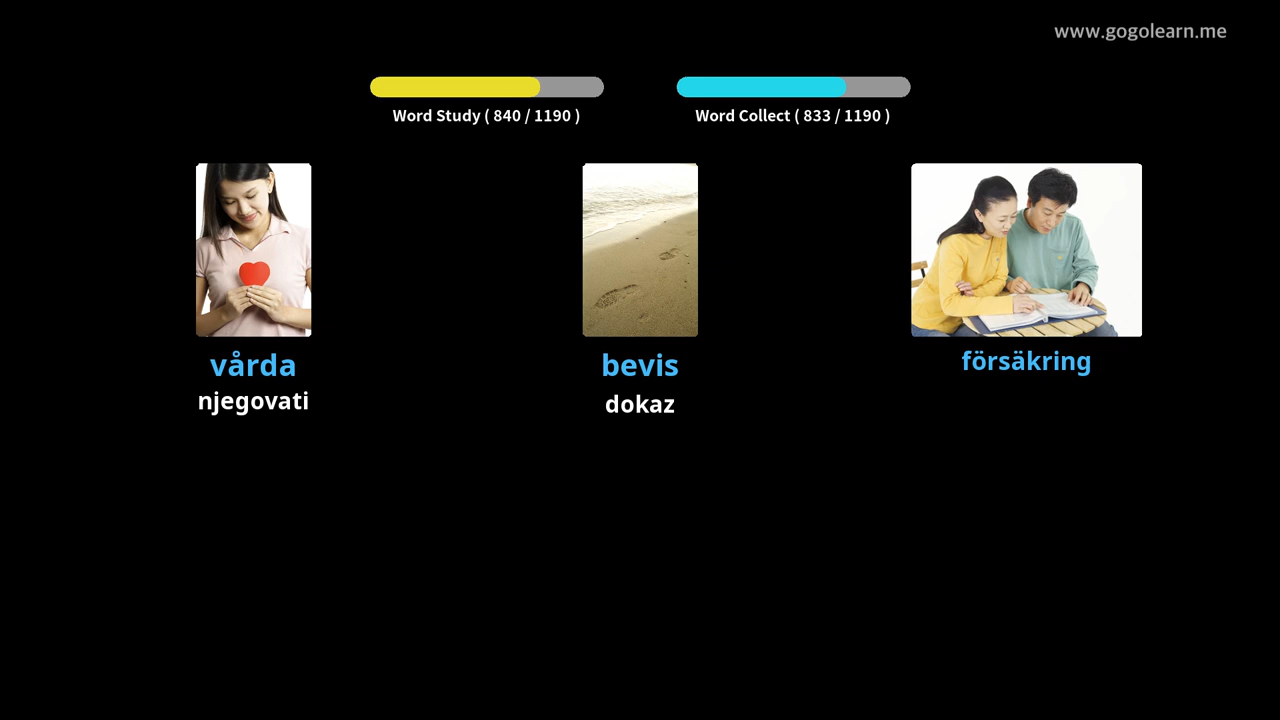 www.gogolearn.me
Word Study ( 840 / 1190 )
Word Collect ( 833 / 1190 )
vårda
njegovati
bevis
dokaz
försäkring